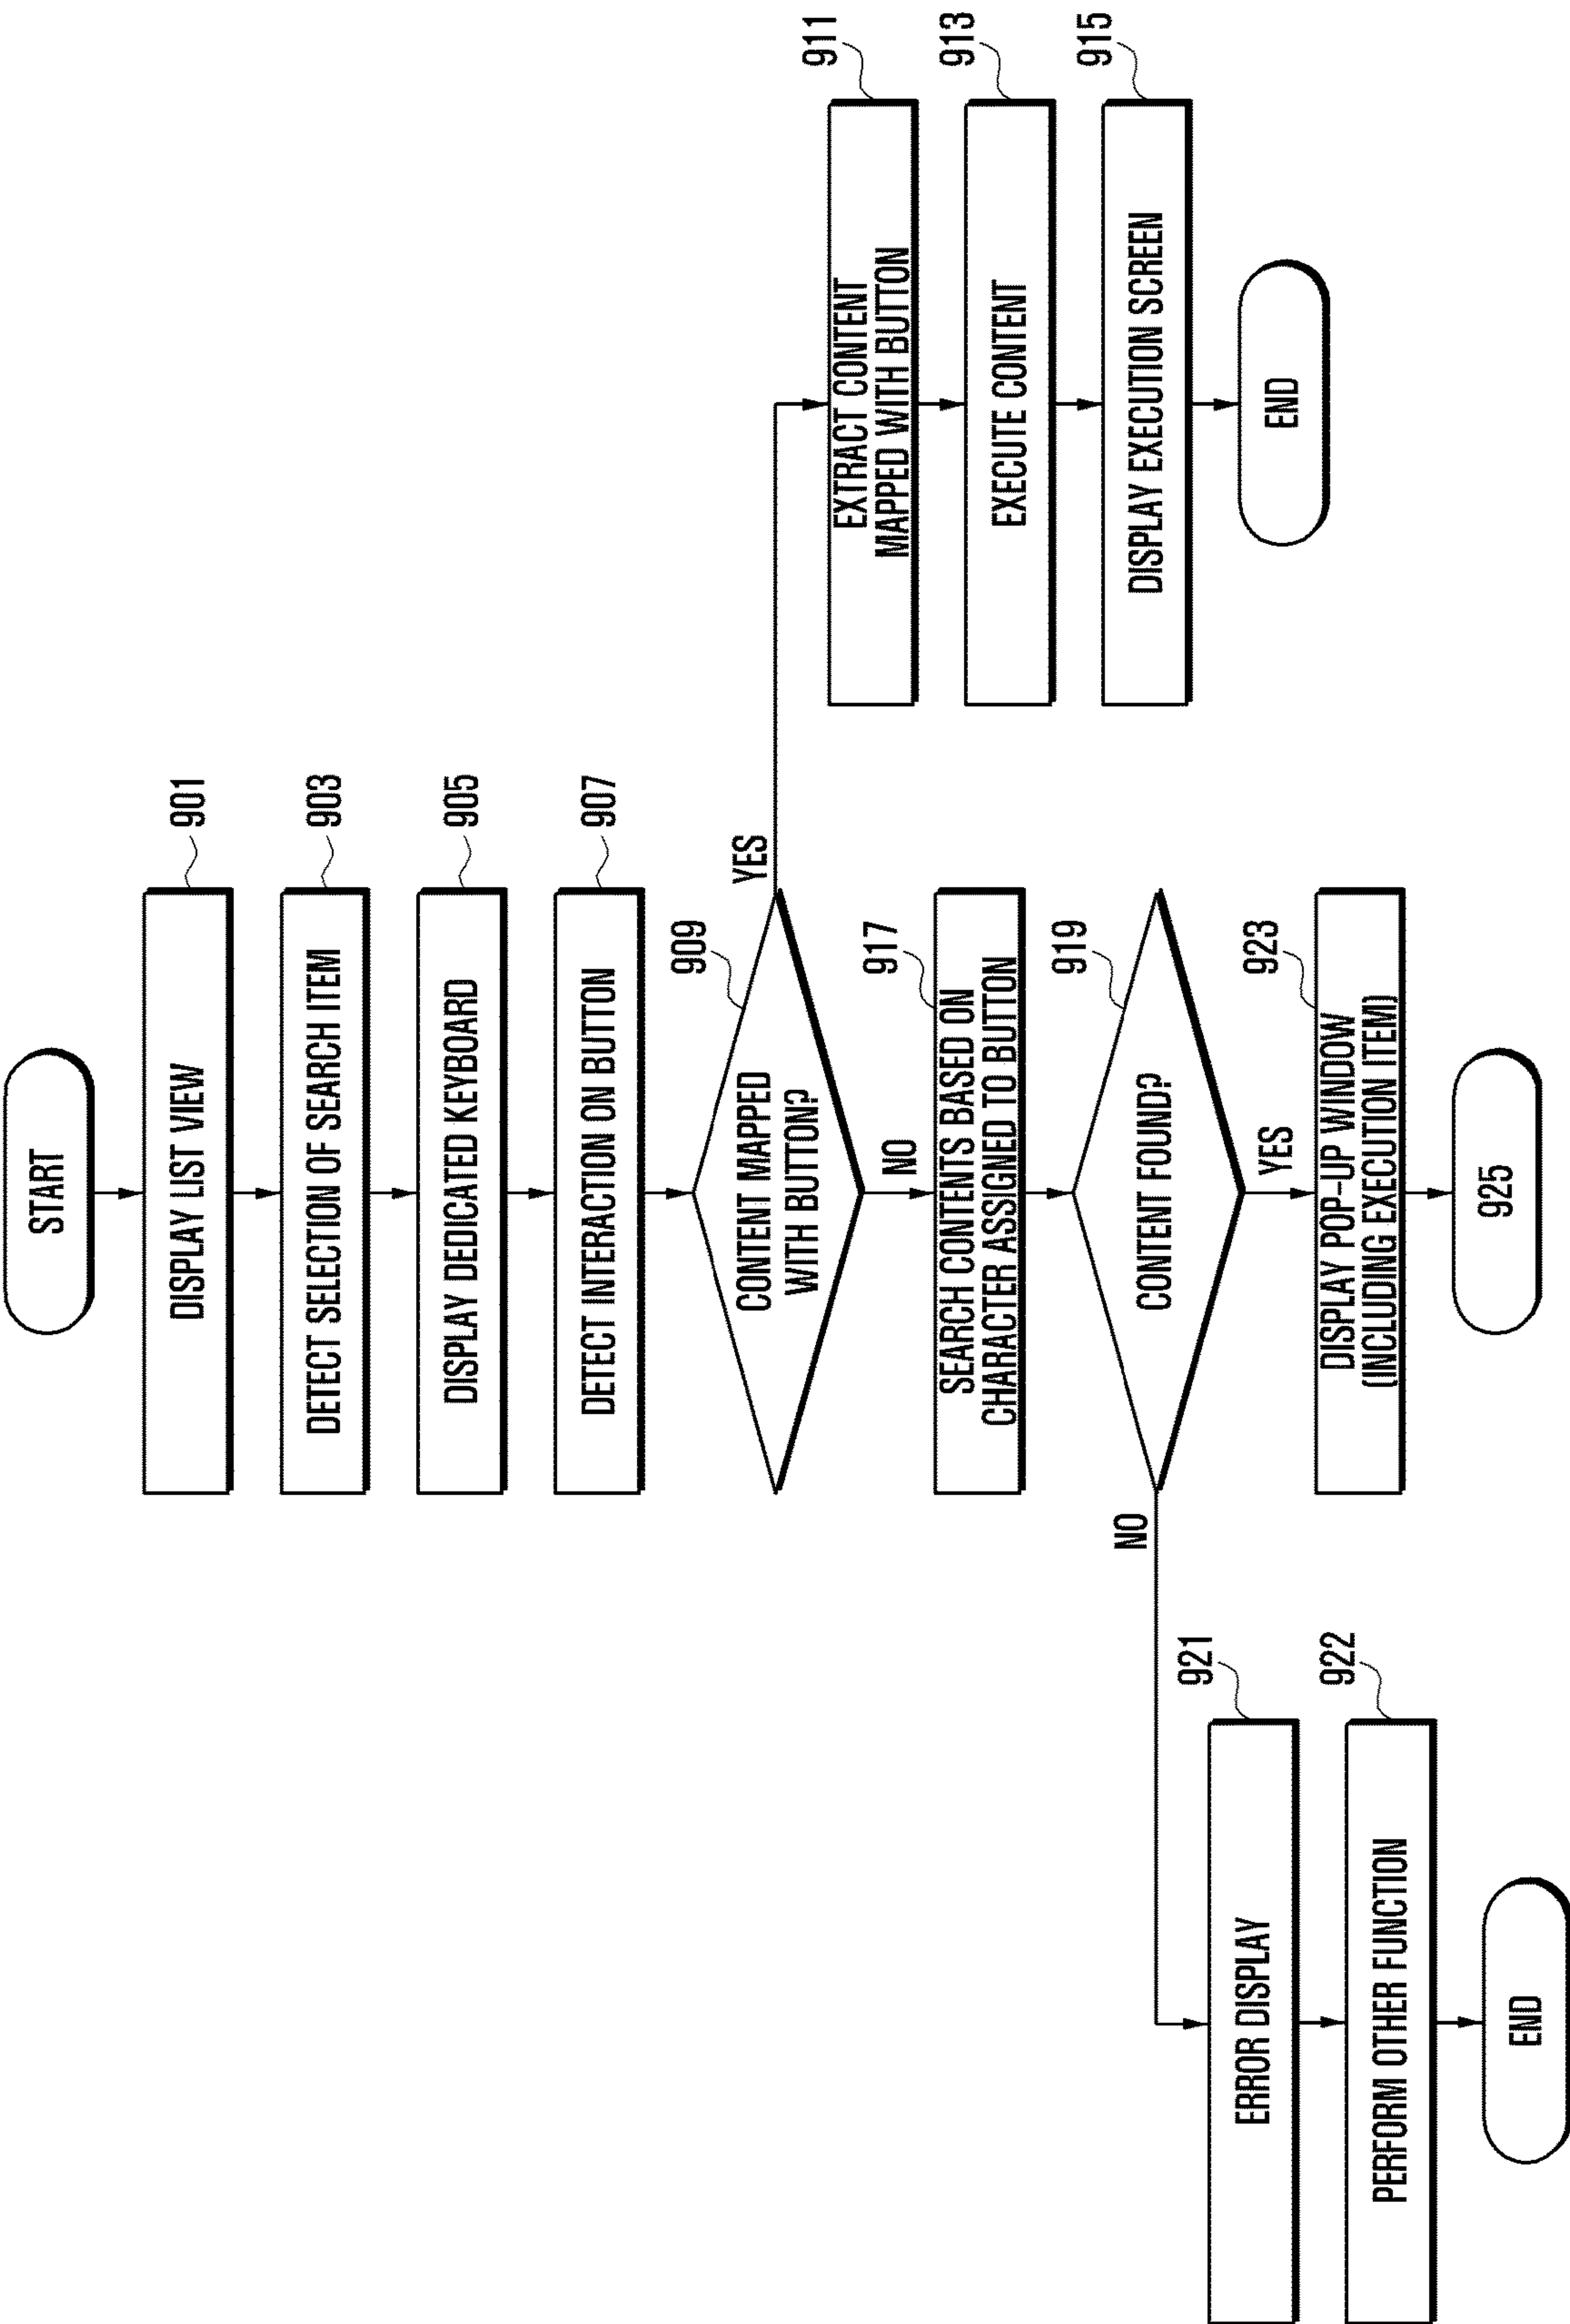 START
901
DISPLAY LIST VIEW
903
DETECT SELECTION OF SEARCH ITEM
905
DISPLAY DEDICATED KEYBOARD
907
DETECT INTERACTION ON BUTTON
909
CONTENT MAPPED
WITH BUTTON?
YES
NO
911
EXTRACT CONTENT
MAPPED WITH BUTTON
913
EXECUTE CONTENT
915
DISPLAY EXECUTION SCREEN
END
917
SEARCH CONTENTS BASED ON
CHARACTER ASSIGNED TO BUTTON
919
CONTENT FOUND?
NO
YES
921
ERROR DISPLAY
922
PERFORM OTHER FUNCTION
END
923
DISPLAY POP-UP WINDOW
(INCLUDING EXECUTION ITEM)
925